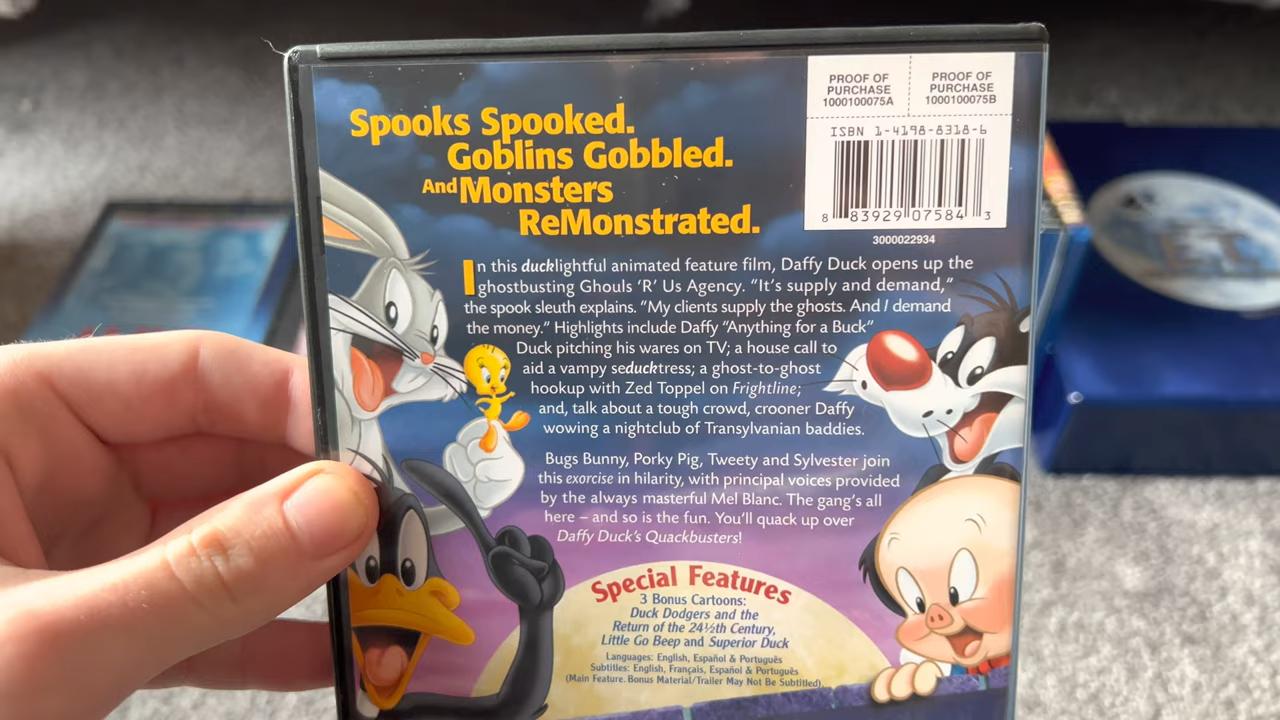 PROOF OF PURCHASE 1000100075A
PROOF OF PURCHASE 1000100075B
ISBN 1-4198-8318-6
8 83929 07584 3
3000022934
Spooks Spooked.
Goblins Gobbled.
And Monsters
ReMonstrated.
In this ducklightful animated feature film, Daffy Duck opens up the
ghostbusting Ghouls ‘R’ Us Agency. “It’s supply and demand,”
the spook sleuth explains. “My clients supply the ghosts. And I demand
the money.” Highlights include Daffy “Anything for a Buck”
Duck pitching his wares on TV; a house call to
aid a vampy seducktress; a ghost-to-ghost
hookup with Zed Toppel on Frightline;
and, talk about a tough crowd, crooner Daffy
wowing a nightclub of Transylvanian baddies.
Bugs Bunny, Porky Pig, Tweety and Sylvester join
this exorcise in hilarity, with principal voices provided
by the always masterful Mel Blanc. The gang’s all
here – and so is the fun. You’ll quack up over
Daffy Duck’s Quackbusters!
Special Features
3 Bonus Cartoons:
Duck Dodgers and the
Return of the 24½th Century,
Little Go Beep and Superior Duck
Languages: English, Español & Português
Subtitles: English, Français, Español & Português
(Main Feature. Bonus Material/Trailer May Not Be Subtitled).
E.T.